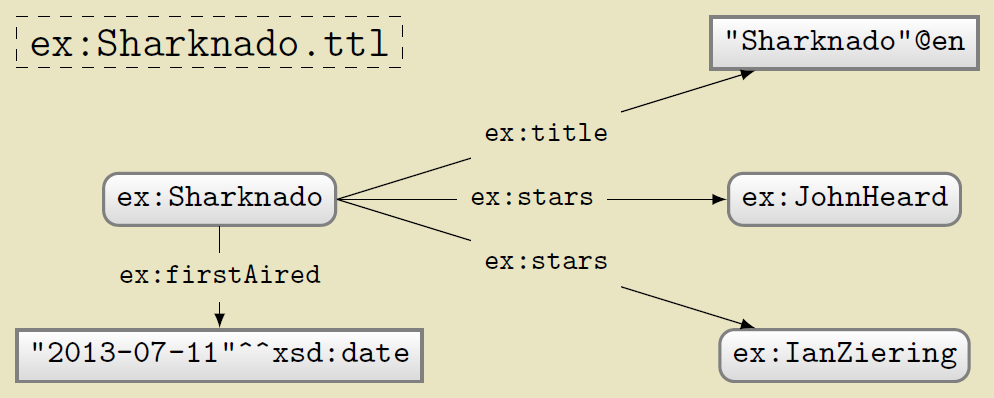 ex:Sharknado.ttl
"Sharknado"@en
ex:title
ex:Sharknado
ex:stars
ex:JohnHeard
ex:stars
ex:firstAired
"2013-07-11"^^xsd:date
ex:IanZiering